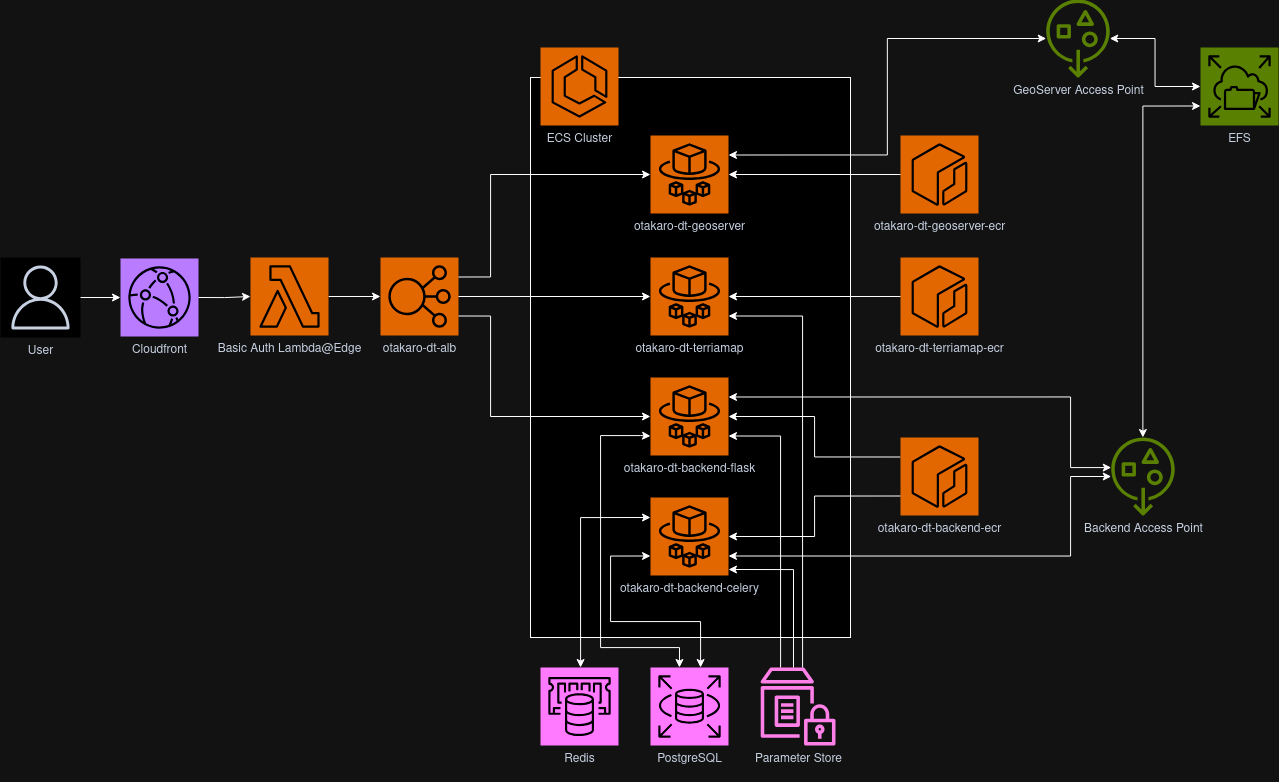 GeoServer Access Point
ECS Cluster
EFS
otakaro-dt-geoserver
otakaro-dt-geoserver-ecr
User
Cloudfront
Basic Auth Lambda@Edge
otakaro-dt-alb
otakaro-dt-terriamap
otakaro-dt-terriamap-ecr
otakaro-dt-backend-flask
otakaro-dt-backend-ecr
Backend Access Point
otakaro-dt-backend-celery
Redis
PostgreSQL
Parameter Store